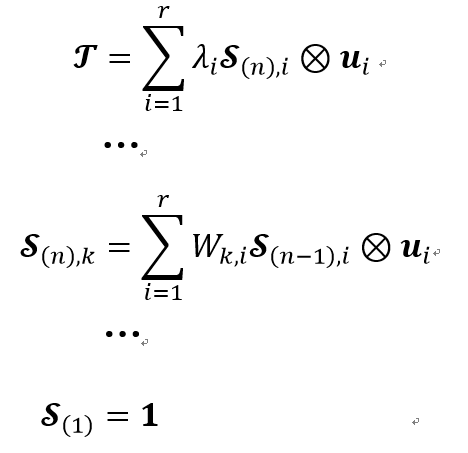 𝓣 = ∑_{i=1}^{r} λ_i 𝓢_{(n),i} ⊗ 𝒖_i ↵
⋯ ↵
𝓢_{(n),k} = ∑_{i=1}^{r} W_{k,i} 𝓢_{(n−1),i} ⊗ 𝒖_i ↵
⋯ ↵
𝓢_{(1)} = 𝟏 ↵